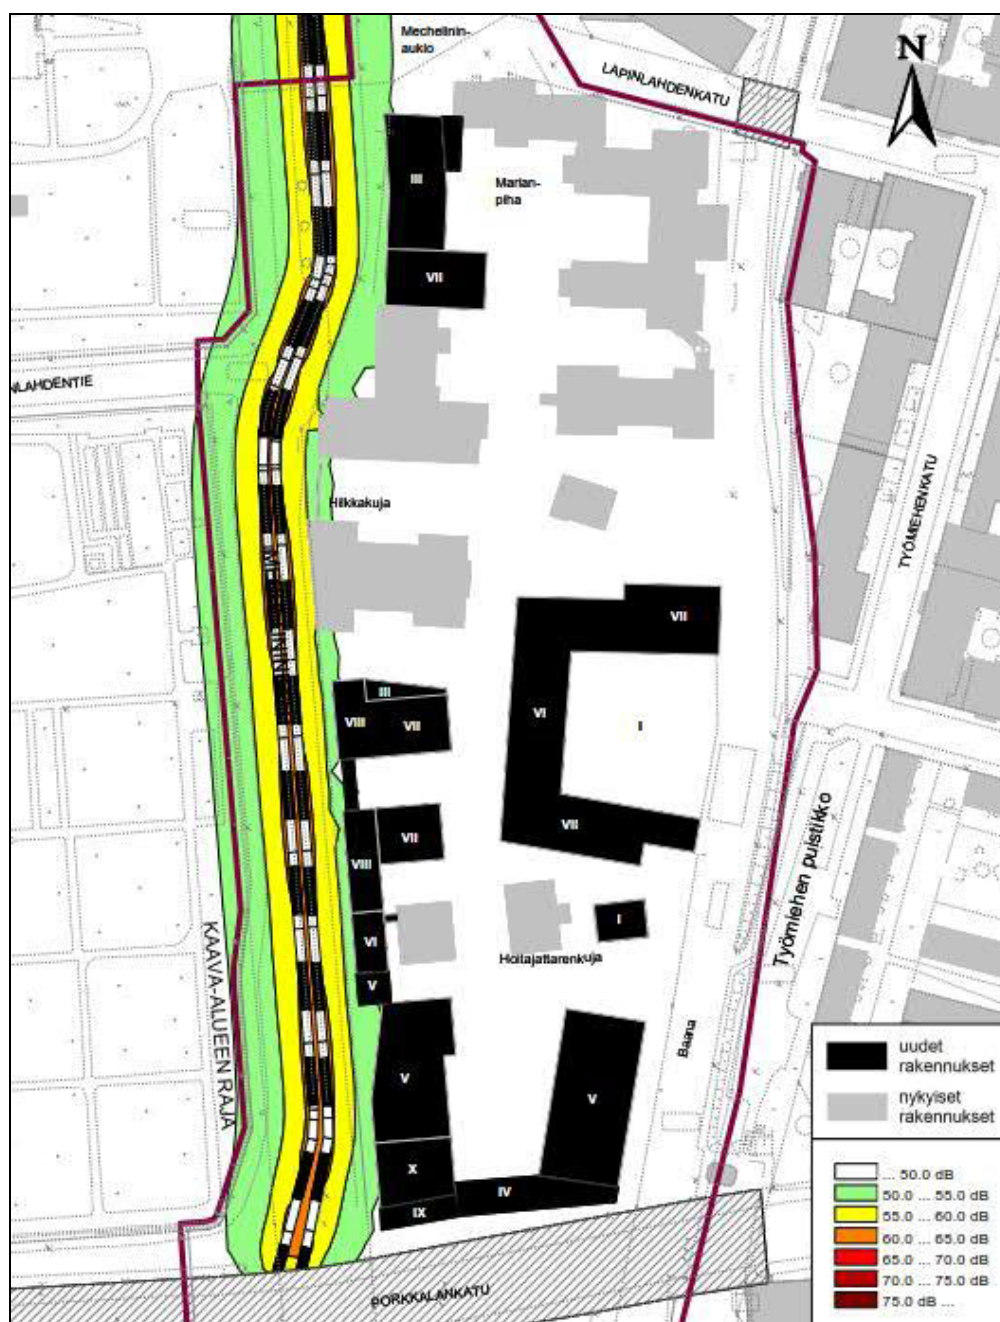 Mechelinin-
aukio
N
LAPINLAHDENKATU
III
Marian-
piha
VII
NLAHDENTIE
TYÖMIEHENKATU
Hilkkakuja
VII
III
VIII
VII
VI
I
VII
VII
VIII
VI
I
Hoitajattarenkuja
V
Työmiehen puistikko
KAAVA-ALUEEN RAJA
Baana
V
V
X
IV
IX
PORKKALANKATU
uudet
rakennukset
nykyiset
rakennukset
... 50.0 dB
50.0 ... 55.0 dB
55.0 ... 60.0 dB
60.0 ... 65.0 dB
65.0 ... 70.0 dB
70.0 ... 75.0 dB
75.0 dB ...